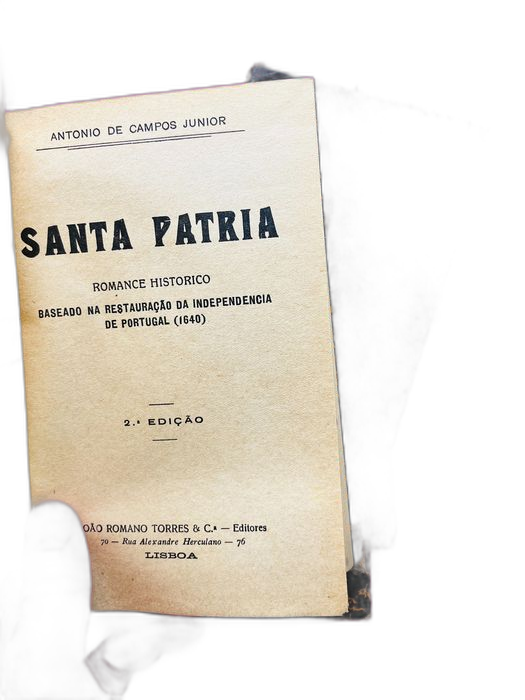 ANTONIO DE CAMPOS JUNIOR
SANTA PATRIA
ROMANCE HISTORICO
BASEADO NA RESTAURAÇÃO DA INDEPENDENCIA
DE PORTUGAL (1640)
2.ª EDIÇÃO
OÃO ROMANO TORRES & C.ª — Editores
70 — Rua Alexandre Herculano — 76
LISBOA